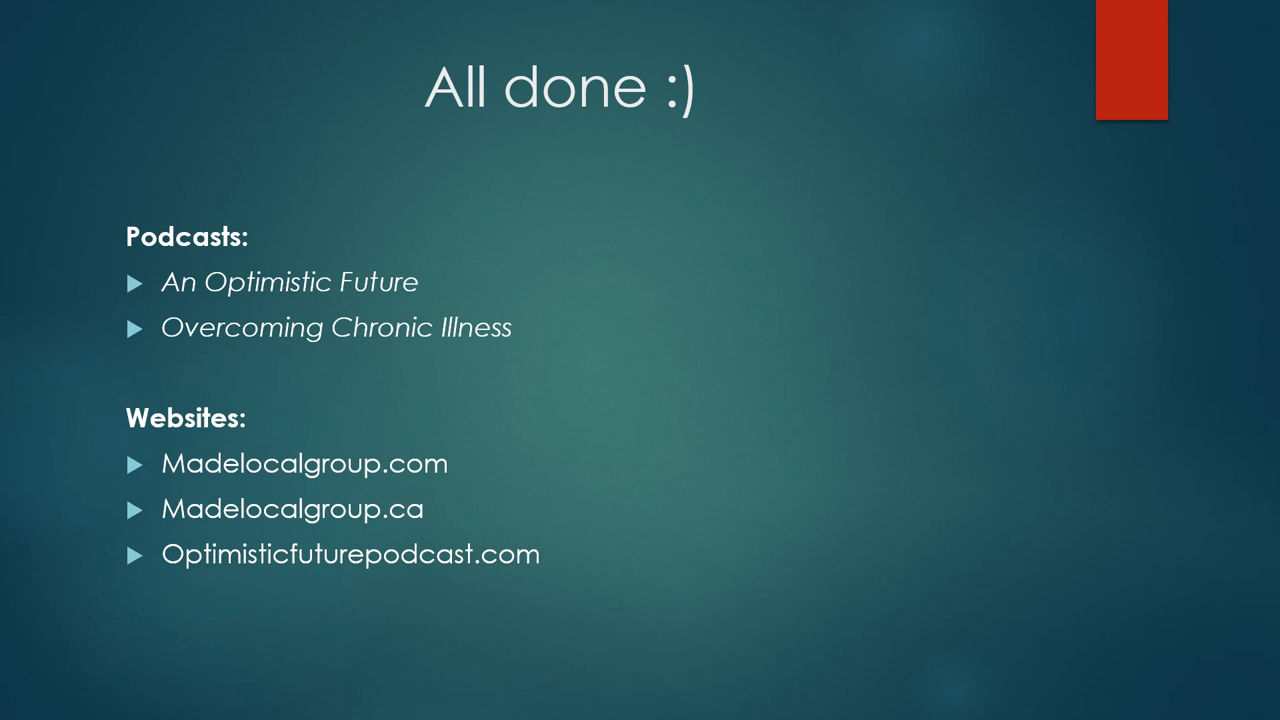 All done :)
Podcasts:
An Optimistic Future
Overcoming Chronic Illness
Websites:
Madelocalgroup.com
Madelocalgroup.ca
Optimisticfuturepodcast.com